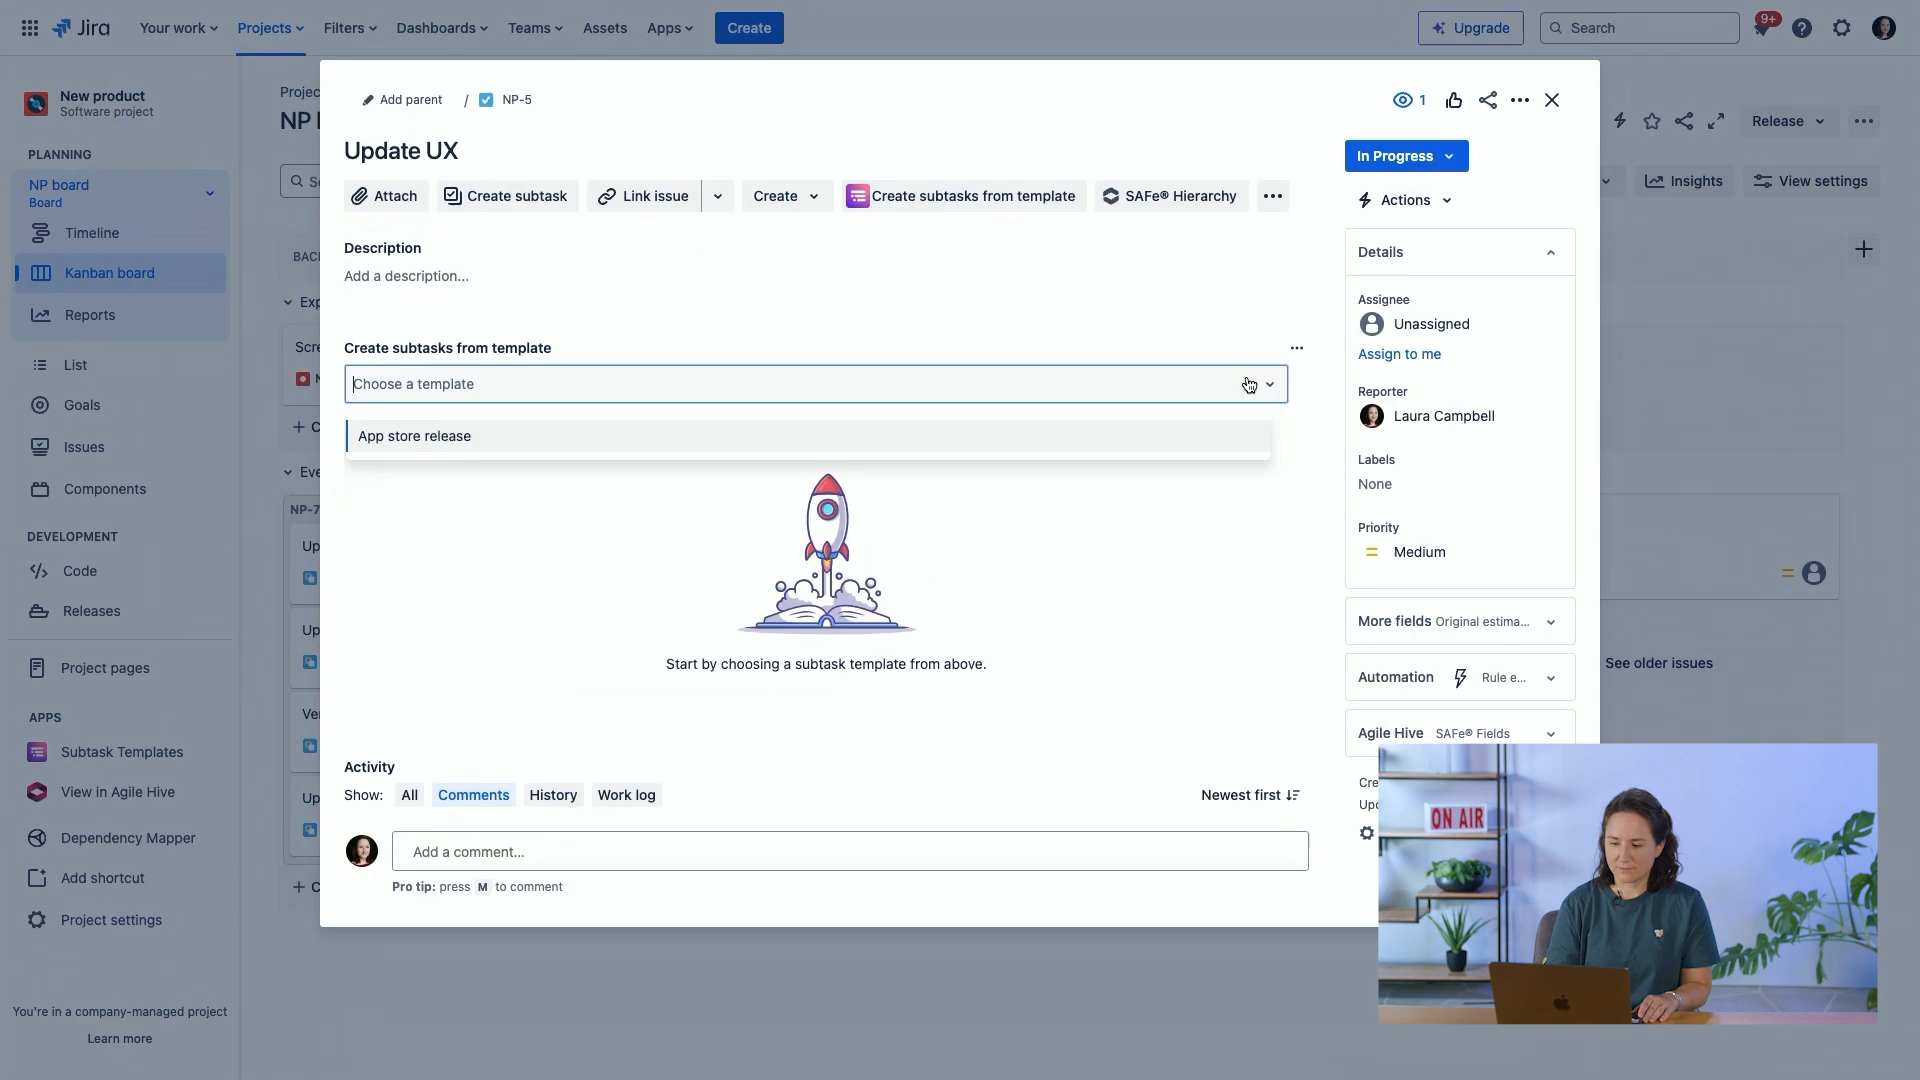 Jira
Your work
Projects
Filters
Dashboards
Teams
Assets
Apps
Create
Upgrade
Search
9+
New product
Software project
PLANNING
NP board
Board
Timeline
Kanban board
Reports
List
Goals
Issues
Components
DEVELOPMENT
Code
Releases
Project pages
APPS
Subtask Templates
View in Agile Hive
Dependency Mapper
Add shortcut
Project settings
You're in a company-managed project
Learn more
Projec
NP
Release
Insights
View settings
BAC
Exp
Scre
Eve
NP-7
Up
Up
Ver
Up
See older issues
Add parent
/
NP-5
1
Update UX
Attach
Create subtask
Link issue
Create
Create subtasks from template
SAFe® Hierarchy
Description
Add a description...
Create subtasks from template
Choose a template
App store release
Start by choosing a subtask template from above.
Activity
Show:
All
Comments
History
Work log
Newest first
Add a comment...
Pro tip: press M to comment
In Progress
Actions
Details
Assignee
Unassigned
Assign to me
Reporter
Laura Campbell
Labels
None
Priority
Medium
More fields Original estima...
Automation Rule e...
Agile Hive SAFe® Fields
Cre
Upd
ON AIR